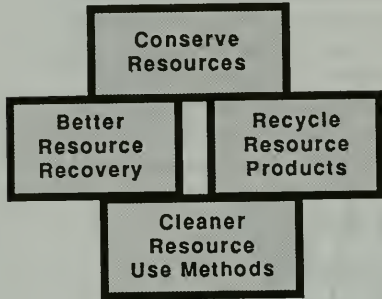 Conserve
Resources
Better
Resource
Recovery
Recycle
Resource
Products
Cleaner
Resource
Use Methods